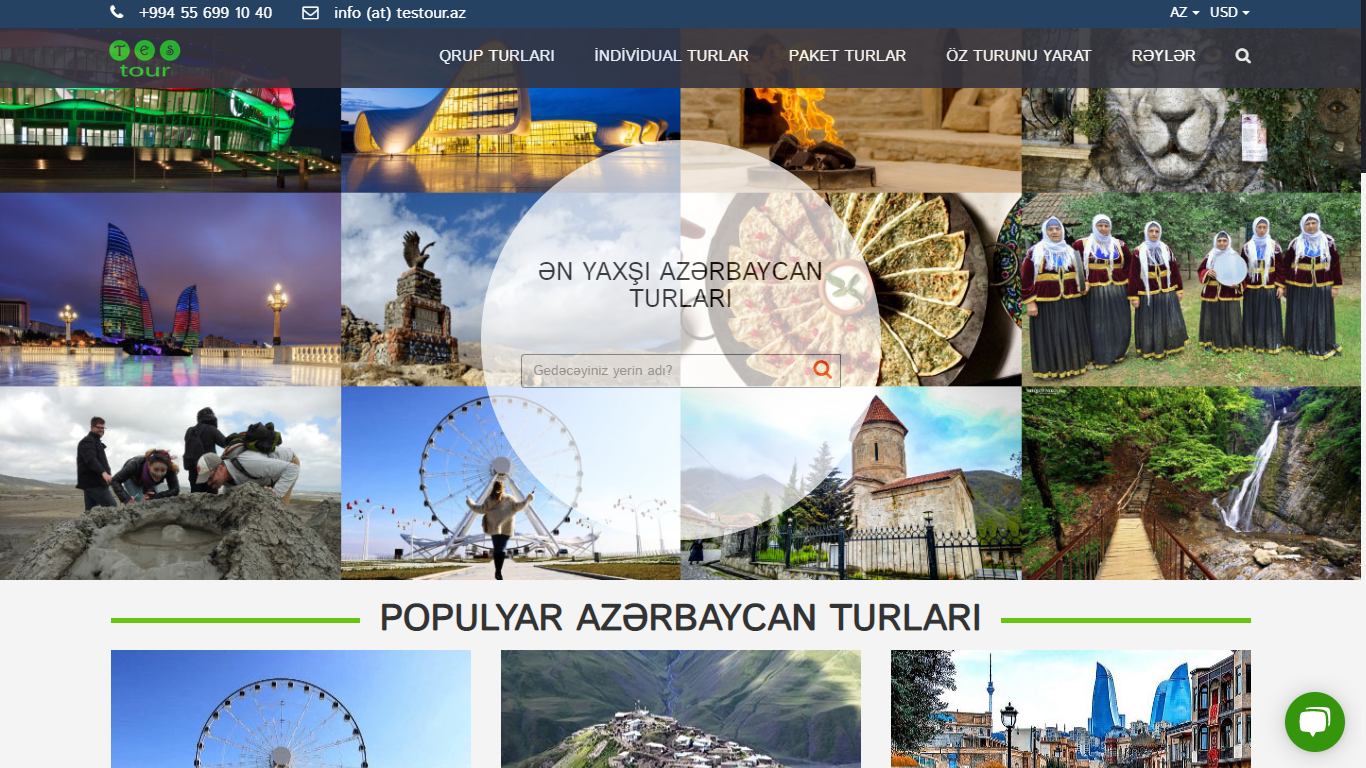 +994 55 699 10 40
info (at) testour.az
AZ
USD
Tes
tour
QRUP TURLARI
İNDİVİDUAL TURLAR
PAKET TURLAR
ÖZ TURUNU YARAT
RƏYLƏR
ƏN YAXŞI AZƏRBAYCAN
TURLARI
Gedəcəyiniz yerin adı?
POPULYAR AZƏRBAYCAN TURLARI